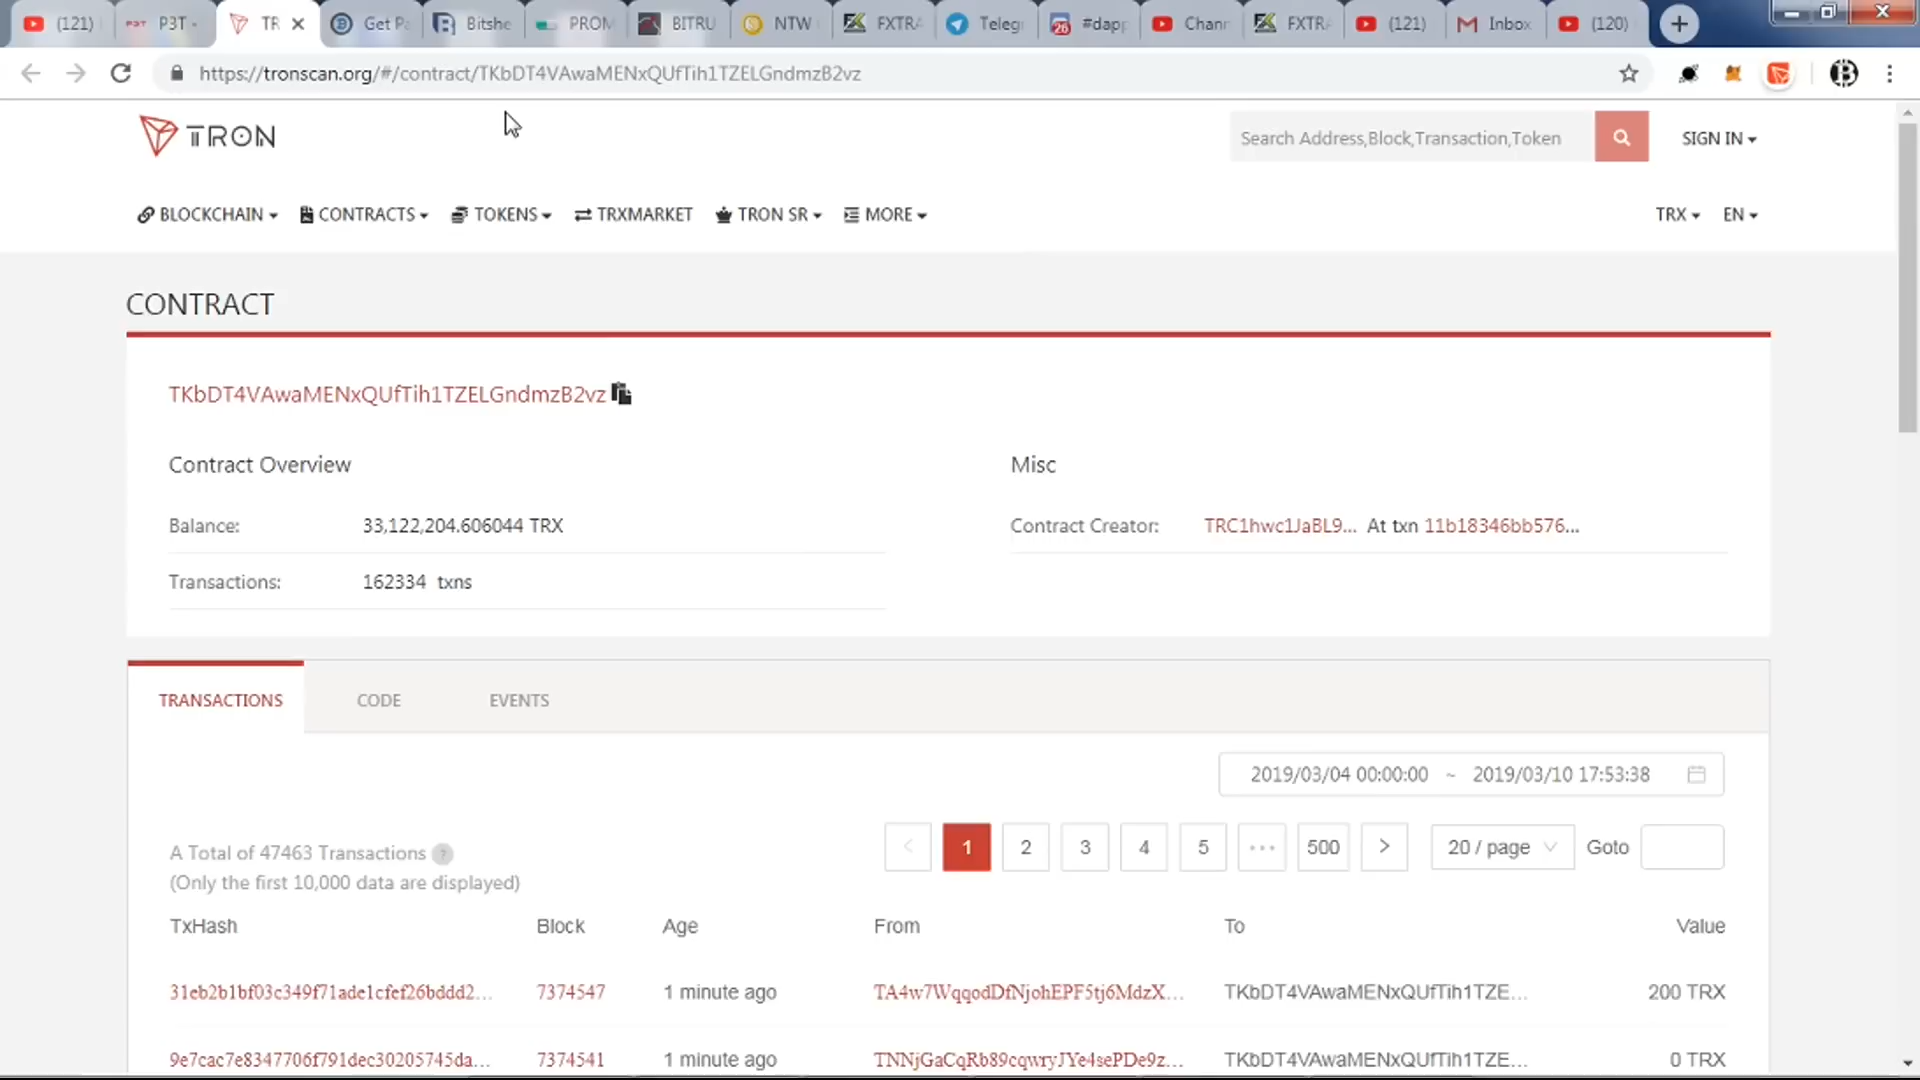 (121)
P3T -
TR
Get Pa
Bitshe
PROM
BITRU
NTW
FXTRA
Teleg
#dapp
Chann
FXTRA
(121)
Inbox
(120)
https://tronscan.org/#/contract/TKbDT4VAwaMENxQUfTih1TZELGndmzB2vz
TRON
Search Address,Block,Transaction,Token
SIGN IN
BLOCKCHAIN
CONTRACTS
TOKENS
TRXMARKET
TRON SR
MORE
TRX
EN
CONTRACT
TKbDT4VAwaMENxQUfTih1TZELGndmzB2vz
Contract Overview
Misc
Balance: 33,122,204.606044 TRX
Contract Creator: TRC1hwc1JaBL9... At txn 11b18346bb576...
Transactions: 162334 txns
TRANSACTIONS
CODE
EVENTS
2019/03/04 00:00:00 ~ 2019/03/10 17:53:38
< 1 2 3 4 5 ••• 500 > 20 / page Goto
A Total of 47463 Transactions ?
(Only the first 10,000 data are displayed)
TxHash Block Age From To Value
31eb2b1bf03c349f71ade1cfef26bddd2... 7374547 1 minute ago TA4w7WqqodDfNjohEPF5tj6MdzX... TKbDT4VAwaMENxQUfTih1TZE... 200 TRX
9e7cac7e8347706f791dec30205745da... 7374541 1 minute ago TNNjGaCqRb89cqwryJYe4sePDe9z... TKbDT4VAwaMENxQUfTih1TZE... 0 TRX